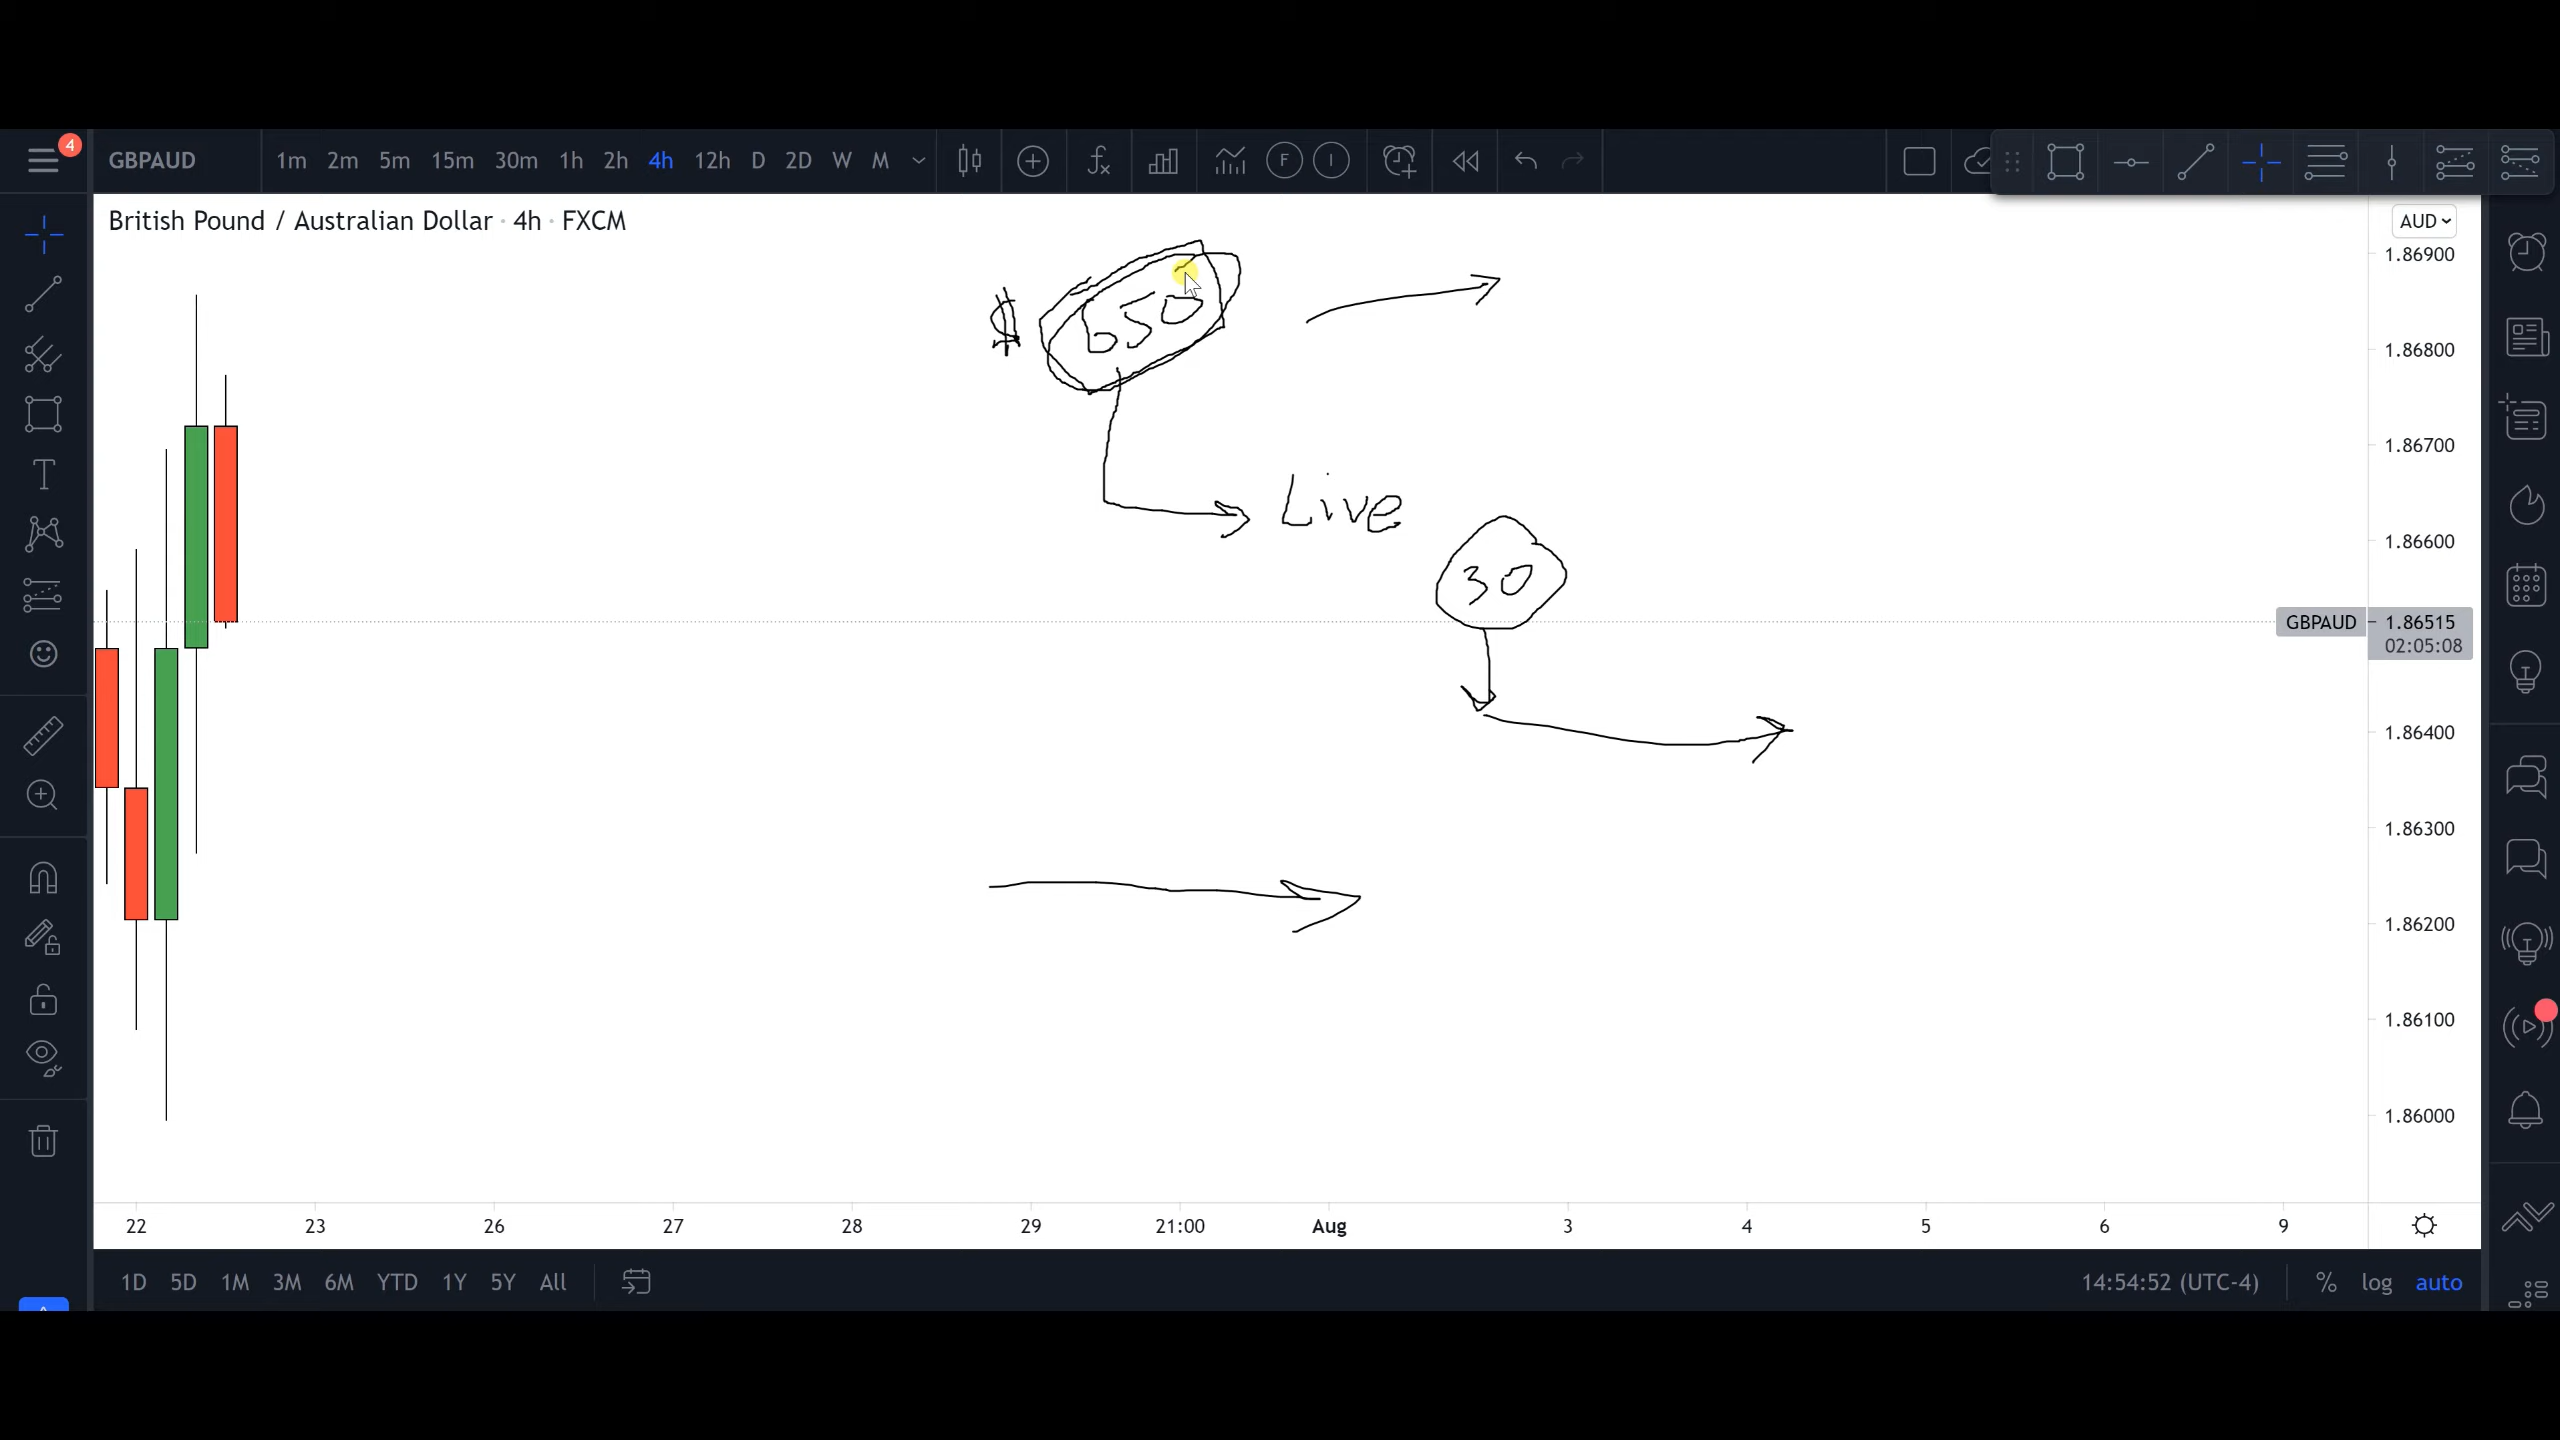 4
GBPAUD
1m 2m 5m 15m 30m 1h 2h 4h 12h D 2D W M
F I
British Pound / Australian Dollar · 4h · FXCM
AUD
1.86900
$ 650
1.86800
1.86700
Live
1.86600
30
GBPAUD 1.86515
02:05:08
1.86400
1.86300
1.86200
1.86100
1.86000
22 23 26 27 28 29 21:00 Aug 3 4 5 6 9
1D 5D 1M 3M 6M YTD 1Y 5Y All
14:54:52 (UTC-4) % log auto